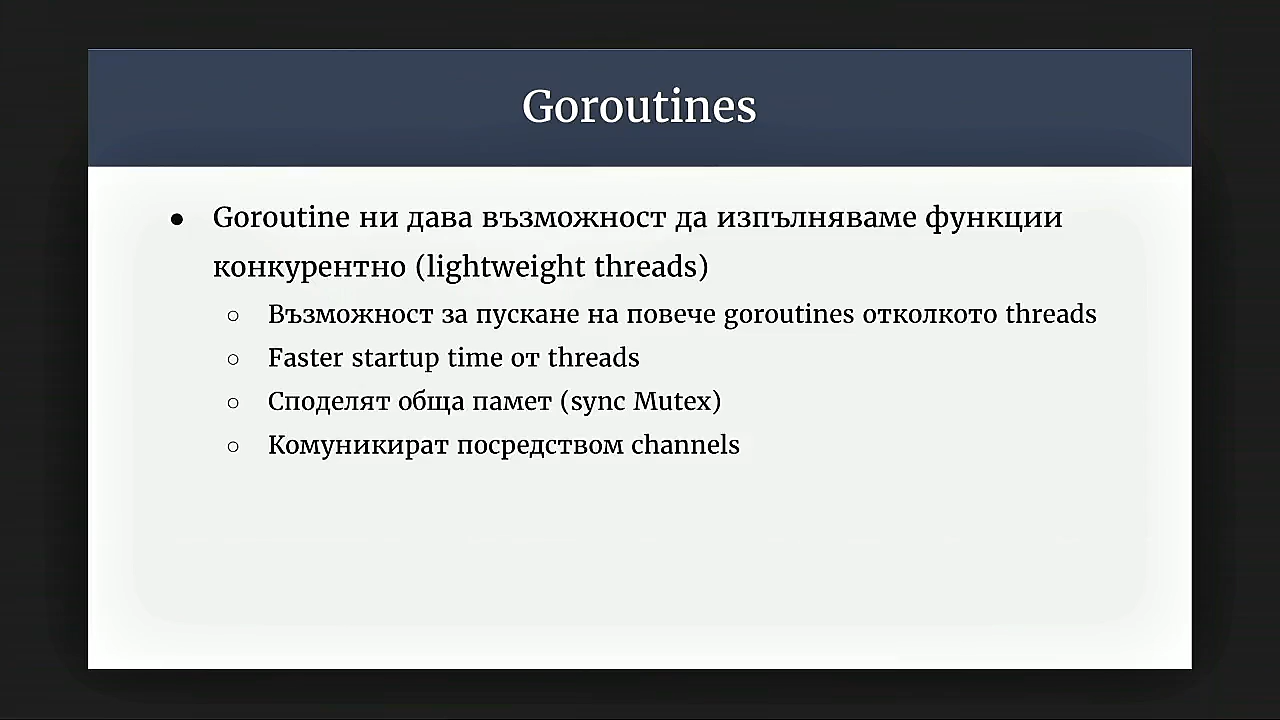 Goroutines
● Goroutine ни дава възможност да изпълняваме функции
конкурентно (lightweight threads)
○ Възможност за пускане на повече goroutines отколкото threads
○ Faster startup time от threads
○ Споделят обща памет (sync Mutex)
○ Комуникират посредством channels